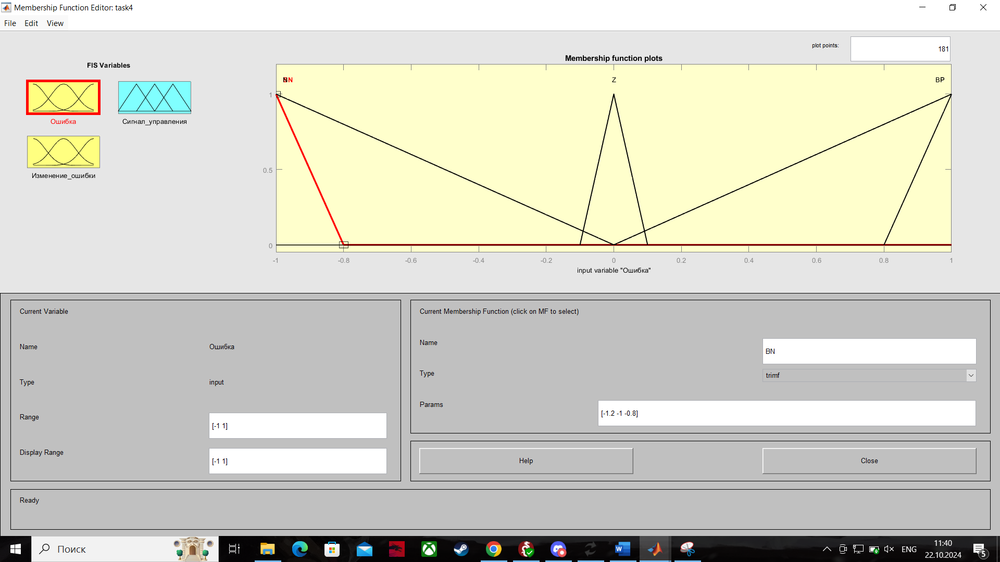 Membership Function Editor: task4
File Edit View
plot points: 181
FIS Variables
Membership function plots
Ошибка
Сигнал_управления
Изменение_ошибки
Z
1
0.5
0
-1 -0.8 -0.6 -0.4 -0.2 0 0.2 0.4 0.6 0.8 1
input variable "Ошибка"
Current Variable
Name Ошибка
Type input
Range [-1 1]
Display Range [-1 1]
Current Membership Function (click on MF to select)
Name BN
Type trimf
Params [-1.2 -1 -0.8]
Help Close
Ready
Поиск
ENG
11:40
22.10.2024
5